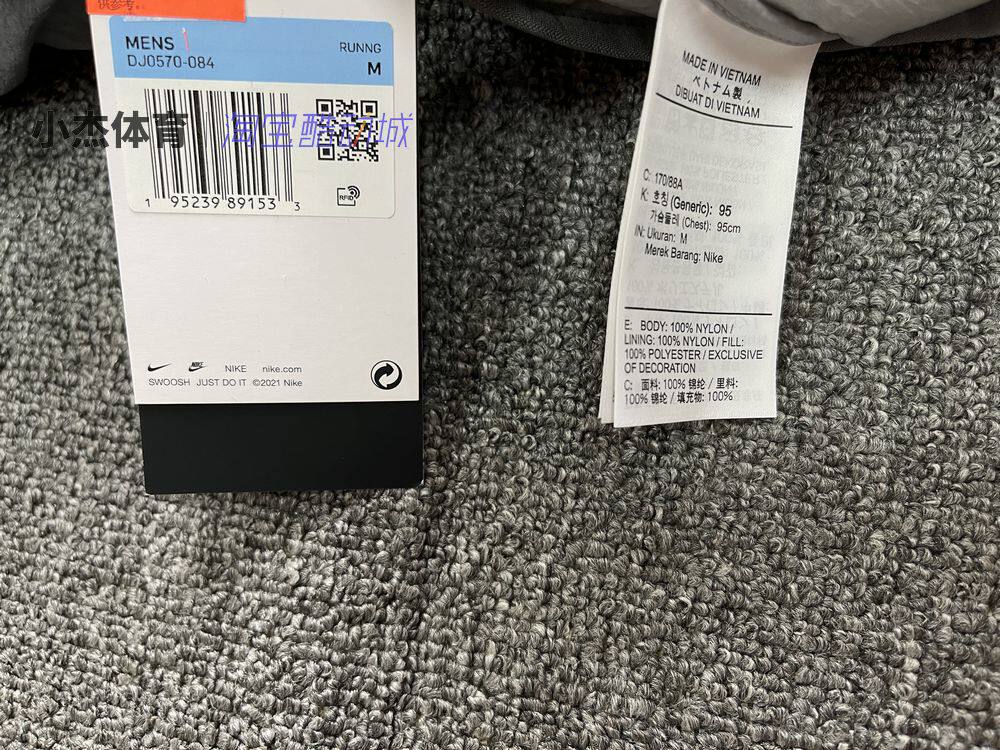 供参考。
MENS
RUNNG
DJ0570-084
M
小杰体育
1 95239 89153 3
RFID
NIKE nike.com
SWOOSH JUST DO IT ©2021 Nike
MADE IN VIETNAM
ベトナム製
DIBUAT DI VIETNAM
C: 170/88A
K: 호칭 (Generic): 95
가슴둘레 (Chest): 95cm
IN: Ukuran: M
Merek Barang: Nike
E: BODY: 100% NYLON /
LINING: 100% NYLON / FILL:
100% POLYESTER / EXCLUSIVE
OF DECORATION
C: 面料: 100% 锦纶 / 里料:
100% 锦纶 / 填充物: 100%